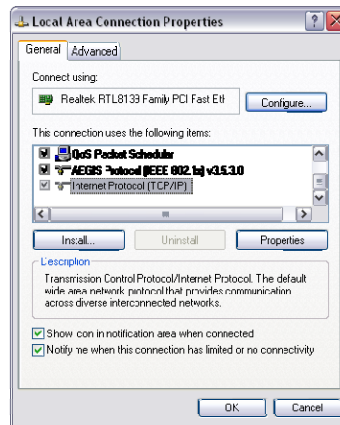 Local Area Connection Properties
General Advanced
Connect using:
Realtek RTL8139 Family PCI Fast Eth
Configure...
This connection uses the following items:
QoS Packet Scheduler
AEGIS Protocol (IEEE 802.1x) v3.5.3.0
Internet Protocol (TCP/IP)
Install... Uninstall Properties
Description
Transmission Control Protocol/Internet Protocol. The default
wide area network protocol that provides communication
across diverse interconnected networks.
Show icon in notification area when connected
Notify me when this connection has limited or no connectivity
OK Cancel